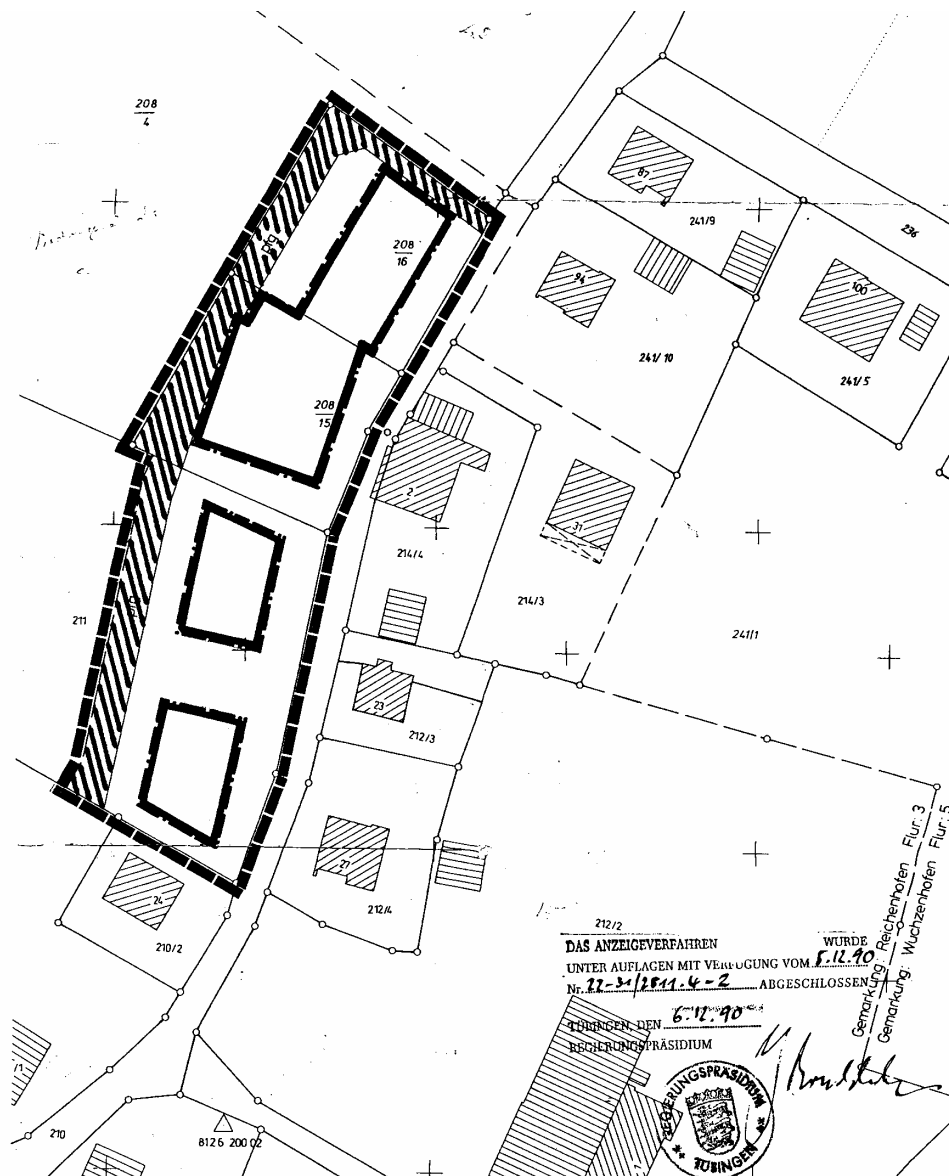 208
4
87
241/9
236
208
16
94
100
241/10
241/5
208
15
2
31
214/4
214/3
211
241/1
23
212/3
27
24
212/4
210/2
212/2
DAS ANZEIGEVERFAHREN WURDE
UNTER AUFLAGEN MIT VERFÜGUNG VOM 5.12.90
Nr. 22-31/2511.4-2 ABGESCHLOSSEN
TÜBINGEN, DEN 6.12.90
REGIERUNGSPRÄSIDIUM
REGIERUNGSPRÄSIDIUM
TÜBINGEN
Gemarkung: Reichenhofen Flur: 3
Gemarkung: Wuchzenhofen Flur: 5
210
8126 200 02